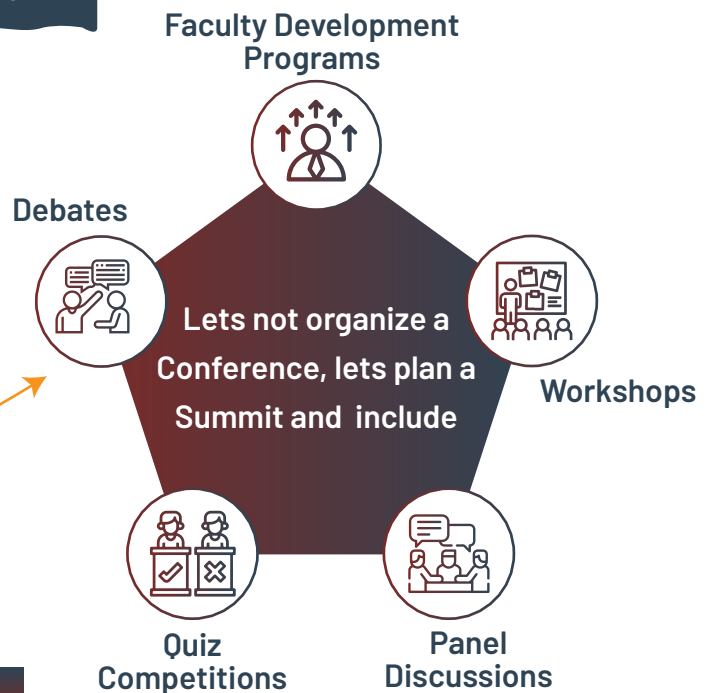 Faculty Development
Programs
Debates
Lets not organize a
Conference, lets plan a
Summit and include
Workshops
Quiz
Competitions
Panel
Discussions